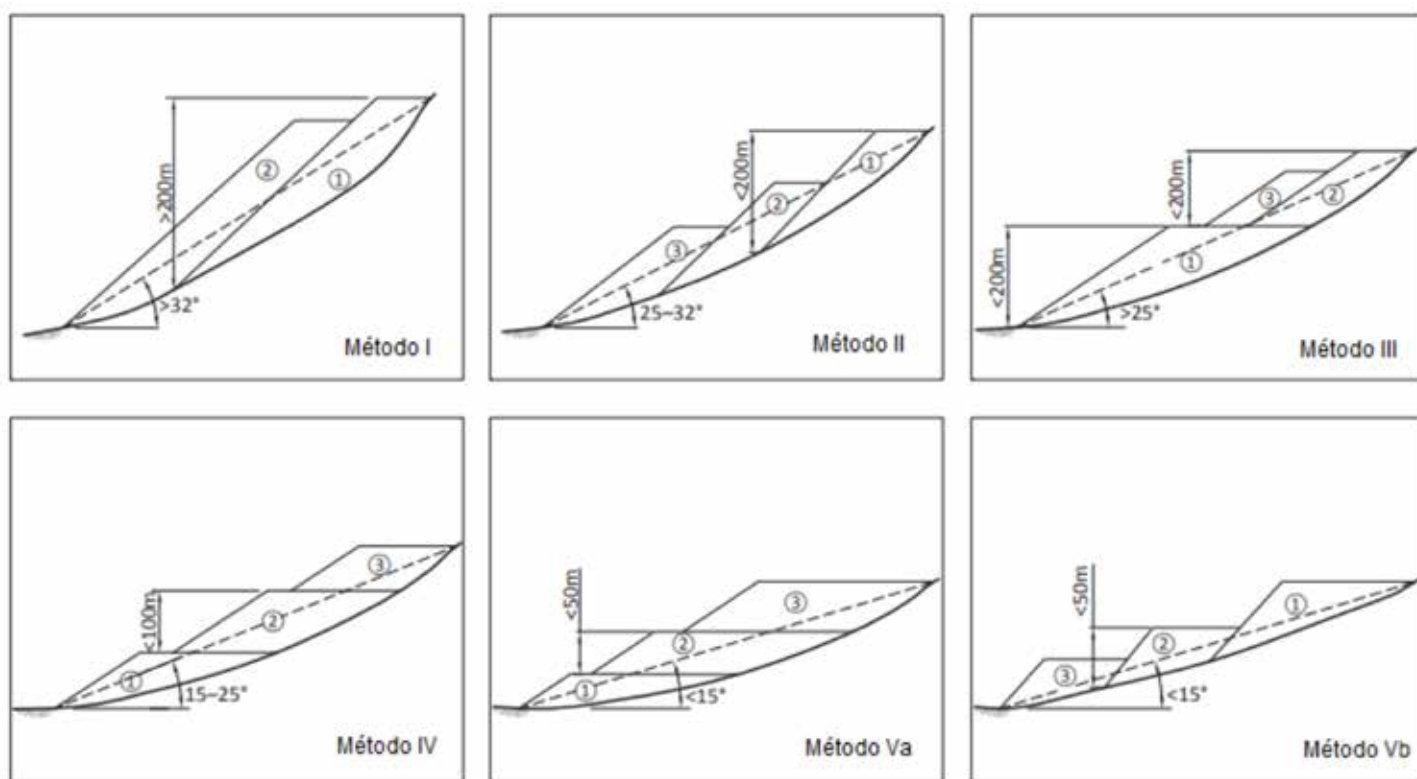 >200m
②
①
>32°
Método I
<200m
①
②
③
25–32°
Método II
<200m
<200m
③
②
①
>25°
Método III
<100m
③
②
①
15–25°
Método IV
<50m
③
②
①
<15°
Método Va
<50m
①
②
③
<15°
Método Vb